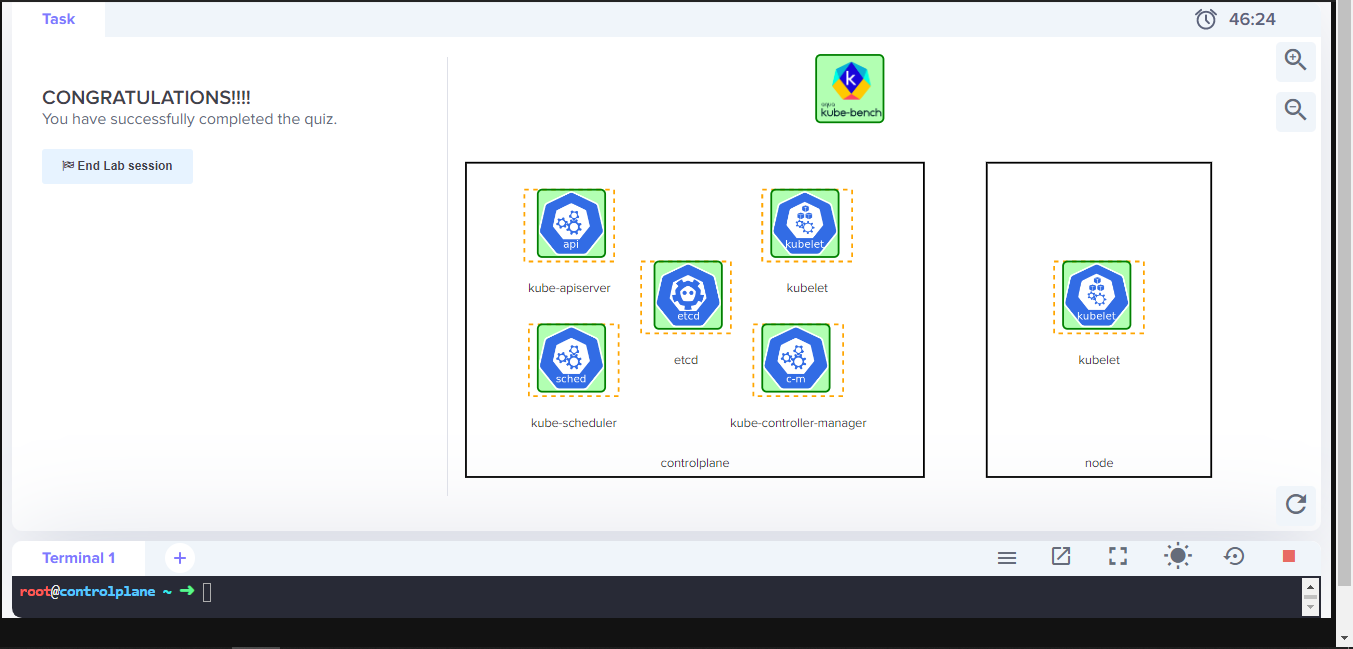 Task
46:24
CONGRATULATIONS!!!!
You have successfully completed the quiz.
End Lab session
k
aqua
kube-bench
api
kubelet
kube-apiserver
kubelet
etcd
etcd
sched
c-m
kube-scheduler
kube-controller-manager
controlplane
kubelet
kubelet
node
Terminal 1
+
root@controlplane ~ ➜